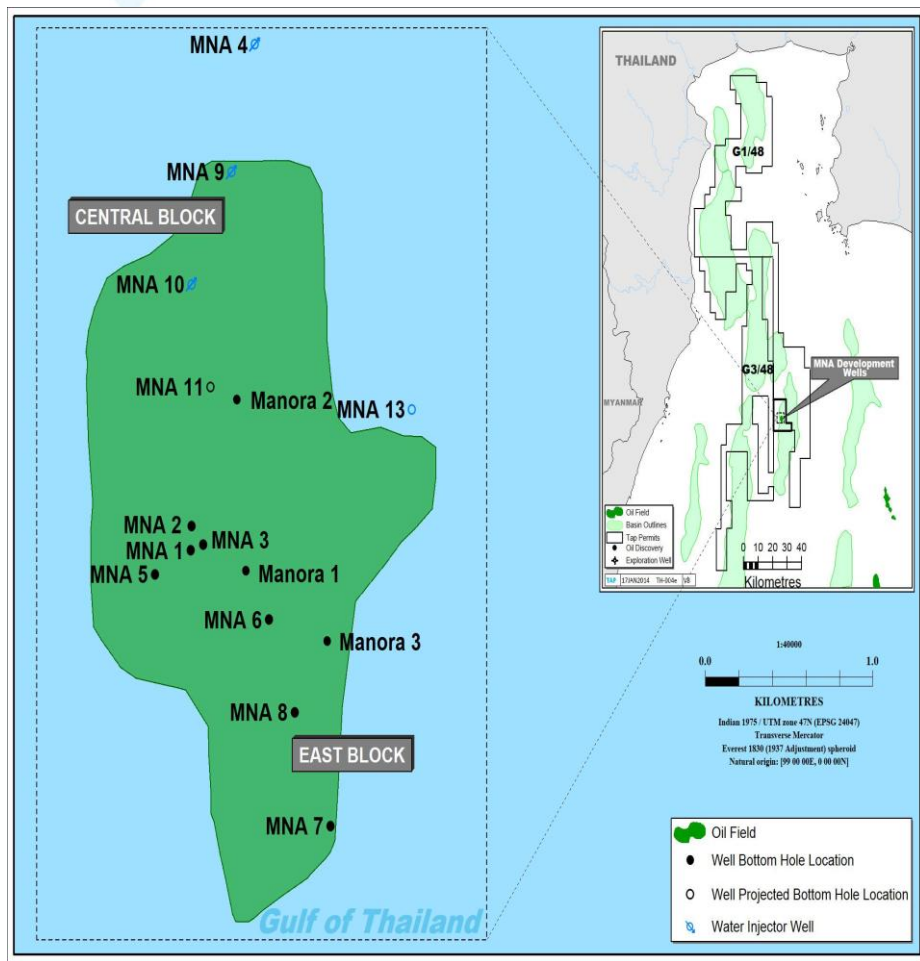 MNA 4
MNA 9
CENTRAL BLOCK
MNA 10
MNA 11
Manora 2
MNA 13
MNA 2
MNA 3
MNA 1
MNA 5
Manora 1
MNA 6
Manora 3
MNA 8
EAST BLOCK
MNA 7
Gulf of Thailand
THAILAND
G1/48
G3/48
MNA Development
Wells
MYANMAR
Oil Field
Basin Outlines
Tap Permits
Oil Discovery
Exploration Well
0 10 20 30 40
Kilometres
TAP 17JAN2014 TH-004e V8
1:40000
0.0 1.0
KILOMETRES
Indian 1975 / UTM zone 47N (EPSG 24047)
Transverse Mercator
Everest 1830 (1937 Adjustment) spheroid
Natural origin: [99 00 00E, 0 00 00N]
Oil Field
Well Bottom Hole Location
Well Projected Bottom Hole Location
Water Injector Well